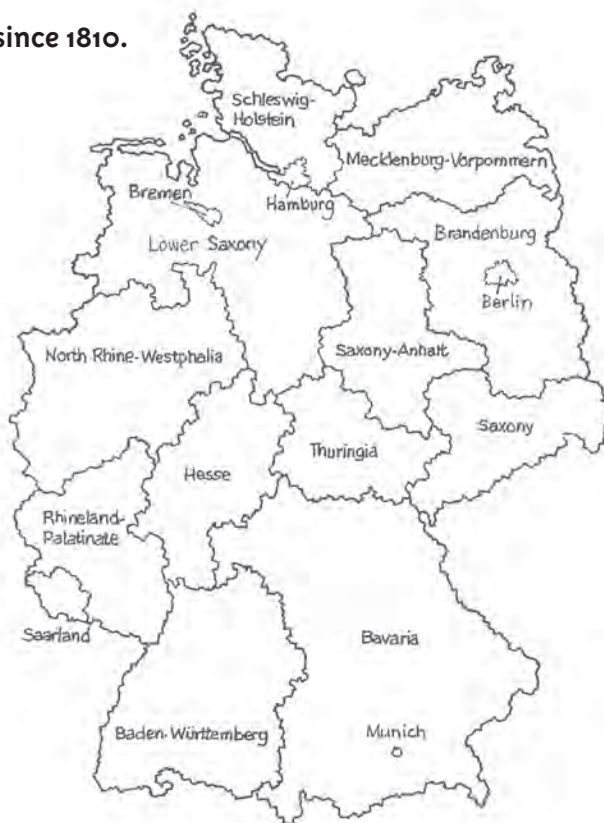 since 1810.
Schleswig-
Holstein
Mecklenburg-Vorpommern
Bremen
Hamburg
Lower Saxony
Brandenburg
Berlin
North Rhine-Westphalia
Saxony-Anhalt
Saxony
Thuringia
Hesse
Rhineland-
Palatinate
Saarland
Bavaria
Baden-Württemberg
Munich